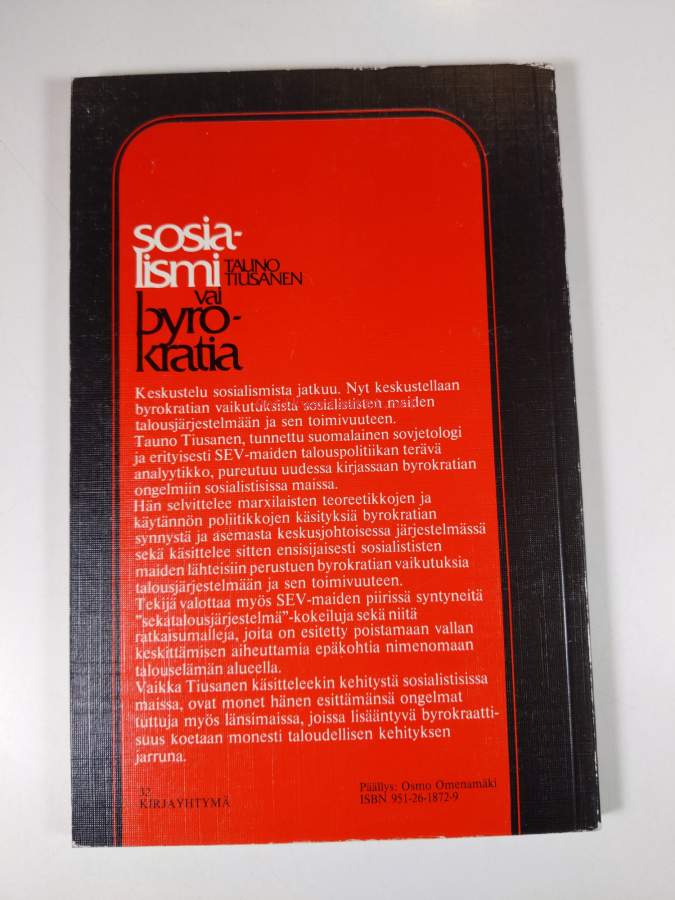 sosia-
lismi
TAUNO
TIUSANEN
vai
byro-
kratia
Keskustelu sosialismista jatkuu. Nyt keskustellaan
byrokratian vaikutuksista sosialististen maiden
talousjärjestelmään ja sen toimivuuteen.
Tauno Tiusanen, tunnettu suomalainen sovjetologi
ja erityisesti SEV-maiden talouspolitiikan terävä
analyytikko, pureutuu uudessa kirjassaan byrokratian
ongelmiin sosialistisissa maissa.
Hän selvittelee marxilaisten teoreetikkojen ja
käytännön poliitikkojen käsityksiä byrokratian
synnystä ja asemasta keskusjohtoisessa järjestelmässä
sekä käsittelee sitten ensisijaisesti sosialististen
maiden lähteisiin perustuen byrokratian vaikutuksia
talousjärjestelmään ja sen toimivuuteen.
Tekijä valottaa myös SEV-maiden piirissä syntyneitä
"sekatalousjärjestelmä"-kokeiluja sekä niitä
ratkaisumalleja, joita on esitetty poistamaan vallan
keskittämisen aiheuttamia epäkohtia nimenomaan
talouselämän alueella.
Vaikka Tiusanen käsitteleekin kehitystä sosialistisissa
maissa, ovat monet hänen esittämänsä ongelmat
tuttuja myös länsimaissa, joissa lisääntyvä byrokraatti-
suus koetaan monesti taloudellisen kehityksen
jarruna.
32
KIRJAYHTYMÄ
Päällys: Osmo Omenamäki
ISBN 951-26-1872-9